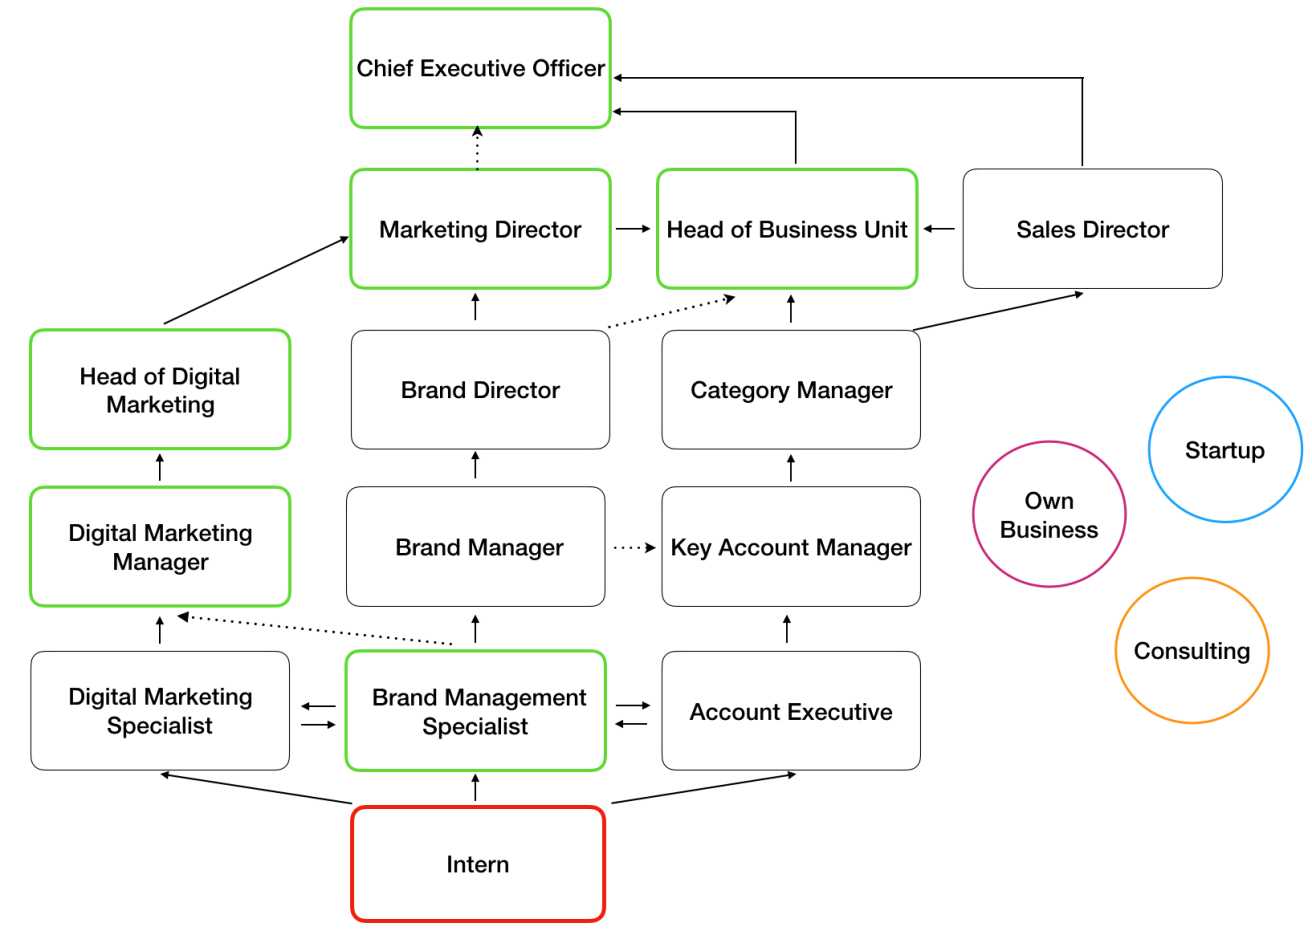 Chief Executive Officer
Marketing Director
Head of Business Unit
Sales Director
Head of Digital
Marketing
Brand Director
Category Manager
Startup
Own
Business
Digital Marketing
Manager
Brand Manager
Key Account Manager
Consulting
Digital Marketing
Specialist
Brand Management
Specialist
Account Executive
Intern